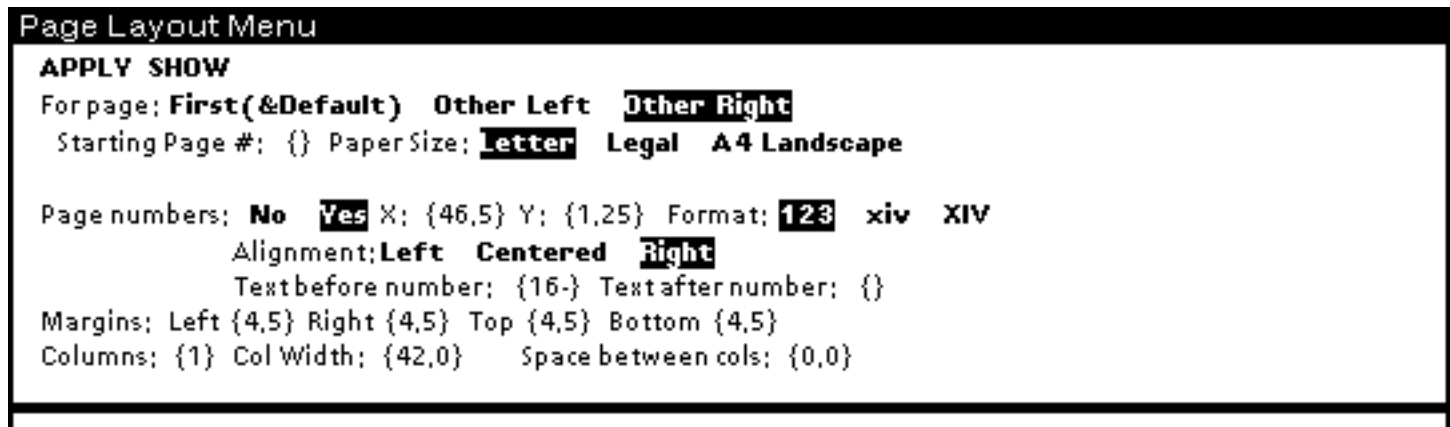 Page Layout Menu
APPLY SHOW
For page: First(&Default) Other Left Other Right
Starting Page #: {} Paper Size: Letter Legal A4 Landscape
Page numbers: No Yes X: {46,5} Y: {1,25} Format: 123 xiv XIV
Alignment: Left Centered Right
Text before number: {16-} Text after number: {}
Margins: Left {4,5} Right {4,5} Top {4,5} Bottom {4,5}
Columns: {1} Col Width: {42,0} Space between cols: {0,0}